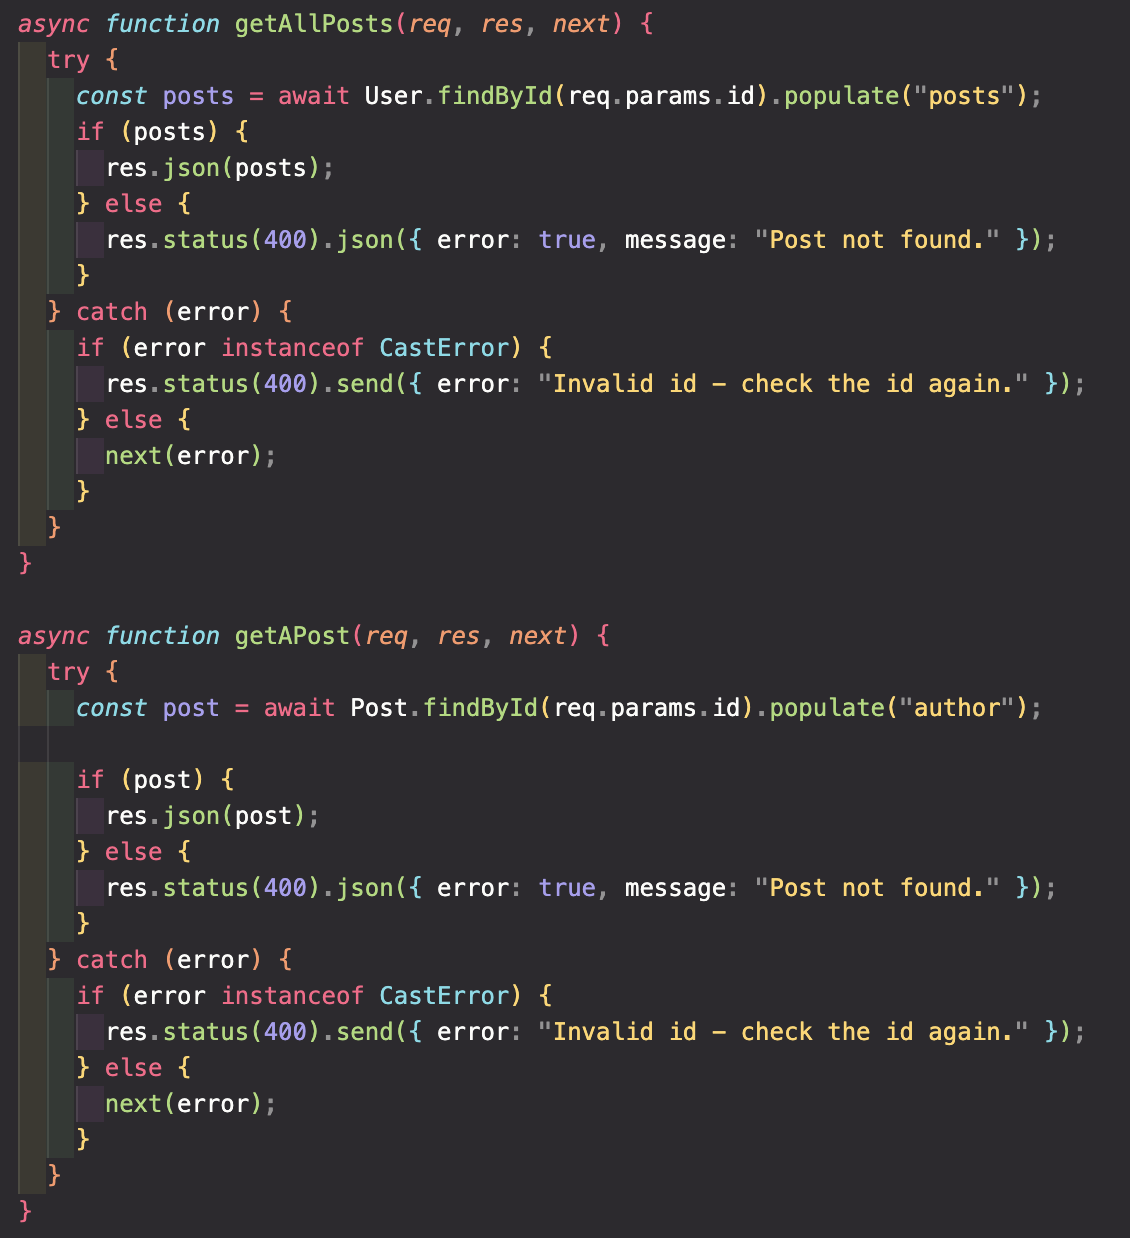 async function getAllPosts(req, res, next) {
  try {
    const posts = await User.findById(req.params.id).populate("posts");
    if (posts) {
      res.json(posts);
    } else {
      res.status(400).json({ error: true, message: "Post not found." });
    }
  } catch (error) {
    if (error instanceof CastError) {
      res.status(400).send({ error: "Invalid id – check the id again." });
    } else {
      next(error);
    }
  }
}

async function getAPost(req, res, next) {
  try {
    const post = await Post.findById(req.params.id).populate("author");

    if (post) {
      res.json(post);
    } else {
      res.status(400).json({ error: true, message: "Post not found." });
    }
  } catch (error) {
    if (error instanceof CastError) {
      res.status(400).send({ error: "Invalid id – check the id again." });
    } else {
      next(error);
    }
  }
}